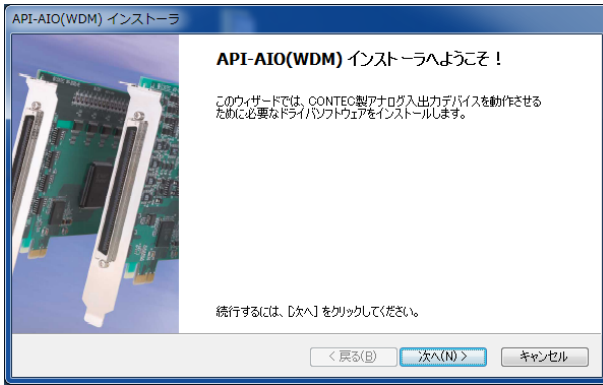 API-AIO(WDM) インストーラ
API-AIO(WDM) インストーラへようこそ！
このウィザードでは、CONTEC製アナログ入出力デバイスを動作させる
ために必要なドライバソフトウェアをインストールします。
続行するには、[次へ] をクリックしてください。
< 戻る(B)
次へ(N) >
キャンセル